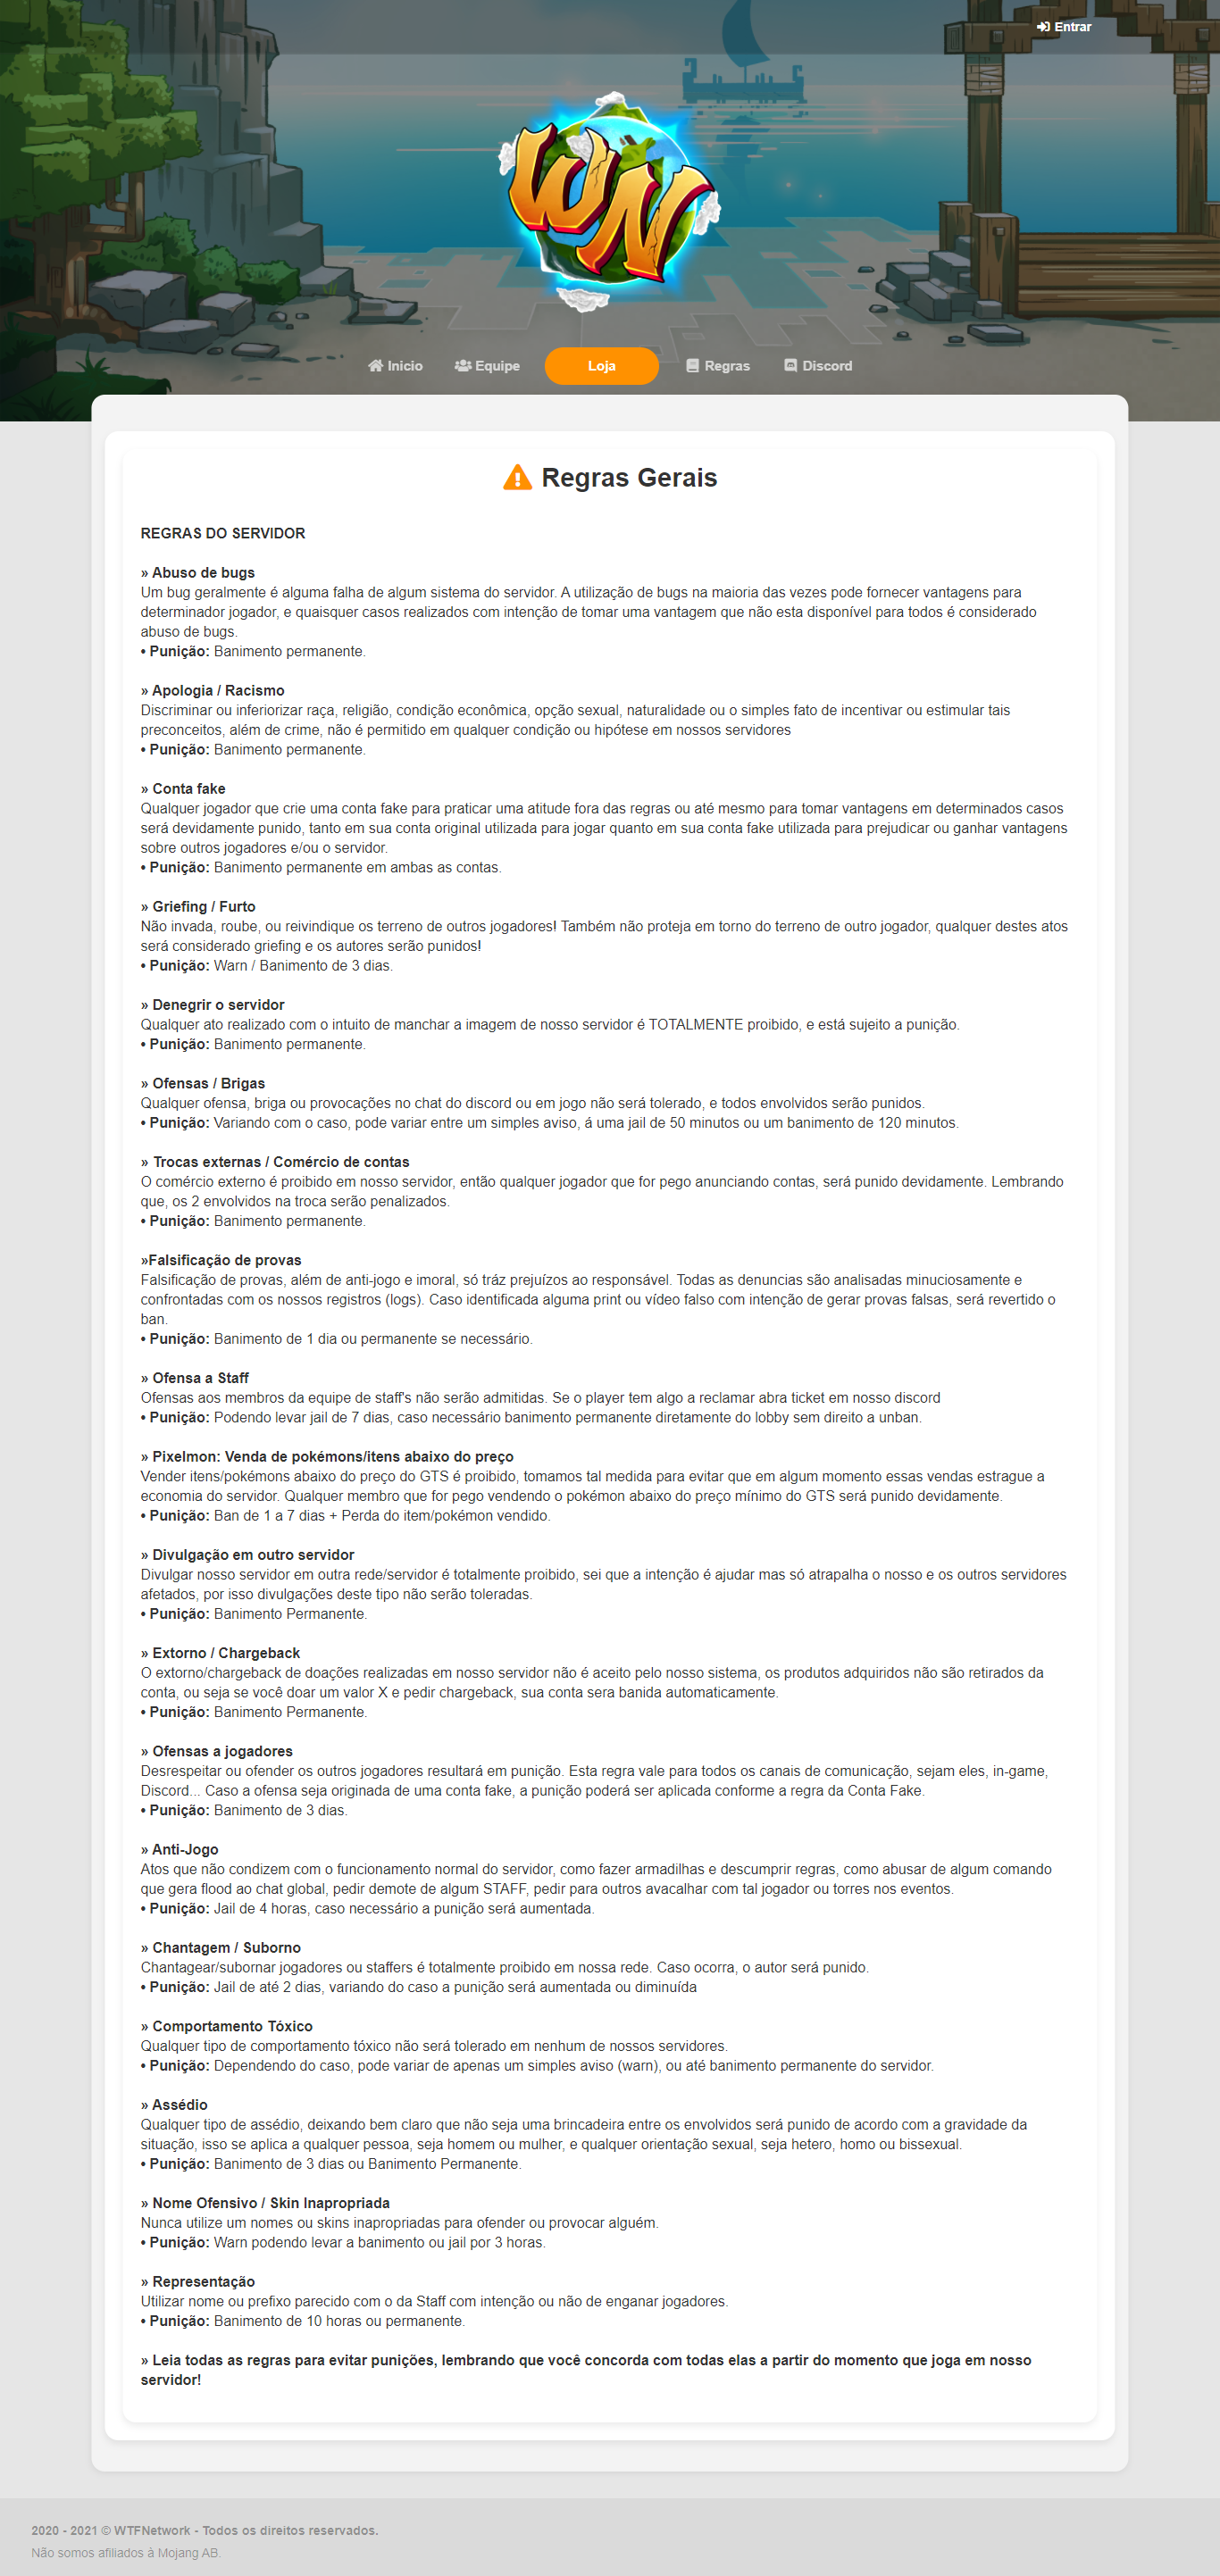 Entrar
WN
Inicio
Equipe
Loja
Regras
Discord
Regras Gerais
REGRAS DO SERVIDOR
» Abuso de bugs
Um bug geralmente é alguma falha de algum sistema do servidor. A utilização de bugs na maioria das vezes pode fornecer vantagens para
determinador jogador, e quaisquer casos realizados com intenção de tomar uma vantagem que não esta disponível para todos é considerado
abuso de bugs.
• Punição: Banimento permanente.
» Apologia / Racismo
Discriminar ou inferiorizar raça, religião, condição econômica, opção sexual, naturalidade ou o simples fato de incentivar ou estimular tais
preconceitos, além de crime, não é permitido em qualquer condição ou hipótese em nossos servidores
• Punição: Banimento permanente.
» Conta fake
Qualquer jogador que crie uma conta fake para praticar uma atitude fora das regras ou até mesmo para tomar vantagens em determinados casos
será devidamente punido, tanto em sua conta original utilizada para jogar quanto em sua conta fake utilizada para prejudicar ou ganhar vantagens
sobre outros jogadores e/ou o servidor.
• Punição: Banimento permanente em ambas as contas.
» Griefing / Furto
Não invada, roube, ou reivindique os terreno de outros jogadores! Também não proteja em torno do terreno de outro jogador, qualquer destes atos
será considerado griefing e os autores serão punidos!
• Punição: Warn / Banimento de 3 dias.
» Denegrir o servidor
Qualquer ato realizado com o intuito de manchar a imagem de nosso servidor é TOTALMENTE proibido, e está sujeito a punição.
• Punição: Banimento permanente.
» Ofensas / Brigas
Qualquer ofensa, briga ou provocações no chat do discord ou em jogo não será tolerado, e todos envolvidos serão punidos.
• Punição: Variando com o caso, pode variar entre um simples aviso, á uma jail de 50 minutos ou um banimento de 120 minutos.
» Trocas externas / Comércio de contas
O comércio externo é proibido em nosso servidor, então qualquer jogador que for pego anunciando contas, será punido devidamente. Lembrando
que, os 2 envolvidos na troca serão penalizados.
• Punição: Banimento permanente.
»Falsificação de provas
Falsificação de provas, além de anti-jogo e imoral, só tráz prejuízos ao responsável. Todas as denuncias são analisadas minuciosamente e
confrontadas com os nossos registros (logs). Caso identificada alguma print ou vídeo falso com intenção de gerar provas falsas, será revertido o
ban.
• Punição: Banimento de 1 dia ou permanente se necessário.
» Ofensa a Staff
Ofensas aos membros da equipe de staff's não serão admitidas. Se o player tem algo a reclamar abra ticket em nosso discord
• Punição: Podendo levar jail de 7 dias, caso necessário banimento permanente diretamente do lobby sem direito a unban.
» Pixelmon: Venda de pokémons/itens abaixo do preço
Vender itens/pokémons abaixo do preço do GTS é proibido, tomamos tal medida para evitar que em algum momento essas vendas estrague a
economia do servidor. Qualquer membro que for pego vendendo o pokémon abaixo do preço mínimo do GTS será punido devidamente.
• Punição: Ban de 1 a 7 dias + Perda do item/pokémon vendido.
» Divulgação em outro servidor
Divulgar nosso servidor em outra rede/servidor é totalmente proibido, sei que a intenção é ajudar mas só atrapalha o nosso e os outros servidores
afetados, por isso divulgações deste tipo não serão toleradas.
• Punição: Banimento Permanente.
» Extorno / Chargeback
O extorno/chargeback de doações realizadas em nosso servidor não é aceito pelo nosso sistema, os produtos adquiridos não são retirados da
conta, ou seja se você doar um valor X e pedir chargeback, sua conta sera banida automaticamente.
• Punição: Banimento Permanente.
» Ofensas a jogadores
Desrespeitar ou ofender os outros jogadores resultará em punição. Esta regra vale para todos os canais de comunicação, sejam eles, in-game,
Discord... Caso a ofensa seja originada de uma conta fake, a punição poderá ser aplicada conforme a regra da Conta Fake.
• Punição: Banimento de 3 dias.
» Anti-Jogo
Atos que não condizem com o funcionamento normal do servidor, como fazer armadilhas e descumprir regras, como abusar de algum comando
que gera flood ao chat global, pedir demote de algum STAFF, pedir para outros avacalhar com tal jogador ou torres nos eventos.
• Punição: Jail de 4 horas, caso necessário a punição será aumentada.
» Chantagem / Suborno
Chantagear/subornar jogadores ou staffers é totalmente proibido em nossa rede. Caso ocorra, o autor será punido.
• Punição: Jail de até 2 dias, variando do caso a punição será aumentada ou diminuída
» Comportamento Tóxico
Qualquer tipo de comportamento tóxico não será tolerado em nenhum de nossos servidores.
• Punição: Dependendo do caso, pode variar de apenas um simples aviso (warn), ou até banimento permanente do servidor.
» Assédio
Qualquer tipo de assédio, deixando bem claro que não seja uma brincadeira entre os envolvidos será punido de acordo com a gravidade da
situação, isso se aplica a qualquer pessoa, seja homem ou mulher, e qualquer orientação sexual, seja hetero, homo ou bissexual.
• Punição: Banimento de 3 dias ou Banimento Permanente.
» Nome Ofensivo / Skin Inapropriada
Nunca utilize um nomes ou skins inapropriadas para ofender ou provocar alguém.
• Punição: Warn podendo levar a banimento ou jail por 3 horas.
» Representação
Utilizar nome ou prefixo parecido com o da Staff com intenção ou não de enganar jogadores.
• Punição: Banimento de 10 horas ou permanente.
» Leia todas as regras para evitar punições, lembrando que você concorda com todas elas a partir do momento que joga em nosso
servidor!
2020 - 2021 © WTFNetwork - Todos os direitos reservados.
Não somos afiliados à Mojang AB.